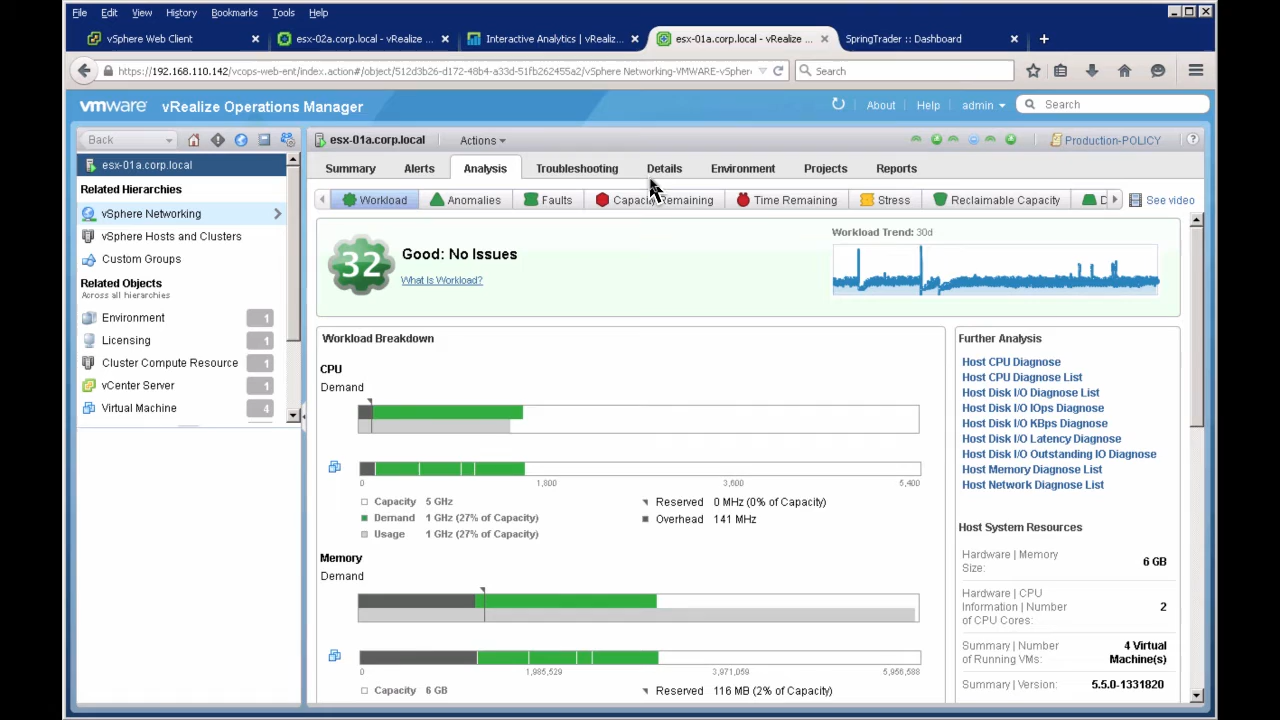 File Edit View History Bookmarks Tools Help
vSphere Web Client
esx-02a.corp.local - vRealize ...
Interactive Analytics | vRealiz...
esx-01a.corp.local - vRealize ...
SpringTrader :: Dashboard
https://192.168.110.142/vcops-web-ent/index.action#/object/512d3b26-d172-48b4-a33d-51fb262455a2/vSphere Networking-VMWARE-vSpher
Search
vmware vRealize Operations Manager
About Help admin Search
Back
esx-01a.corp.local Actions
Production-POLICY
esx-01a.corp.local
Related Hierarchies
vSphere Networking
vSphere Hosts and Clusters
Custom Groups
Related Objects
Across all hierarchies
Environment 1
Licensing 1
Cluster Compute Resource 1
vCenter Server 1
Virtual Machine 4
Summary Alerts Analysis Troubleshooting Details Environment Projects Reports
Workload Anomalies Faults Capacity Remaining Time Remaining Stress Reclaimable Capacity D See video
32
Good: No Issues
What Is Workload?
Workload Trend: 30d
Workload Breakdown
CPU
Demand
0 1,800 3,600 5,400
Capacity 5 GHz
Demand 1 GHz (27% of Capacity)
Usage 1 GHz (27% of Capacity)
Reserved 0 MHz (0% of Capacity)
Overhead 141 MHz
Memory
Demand
0 1,985,529 3,971,059 5,956,588
Capacity 6 GB
Reserved 116 MB (2% of Capacity)
Further Analysis
Host CPU Diagnose
Host CPU Diagnose List
Host Disk I/O Diagnose List
Host Disk I/O IOps Diagnose
Host Disk I/O KBps Diagnose
Host Disk I/O Latency Diagnose
Host Disk I/O Outstanding IO Diagnose
Host Memory Diagnose List
Host Network Diagnose List
Host System Resources
Hardware | Memory
Size: 6 GB
Hardware | CPU
Information | Number
of CPU Cores: 2
Summary | Number
of Running VMs: 4 Virtual
Machine(s)
Summary | Version: 5.5.0-1331820